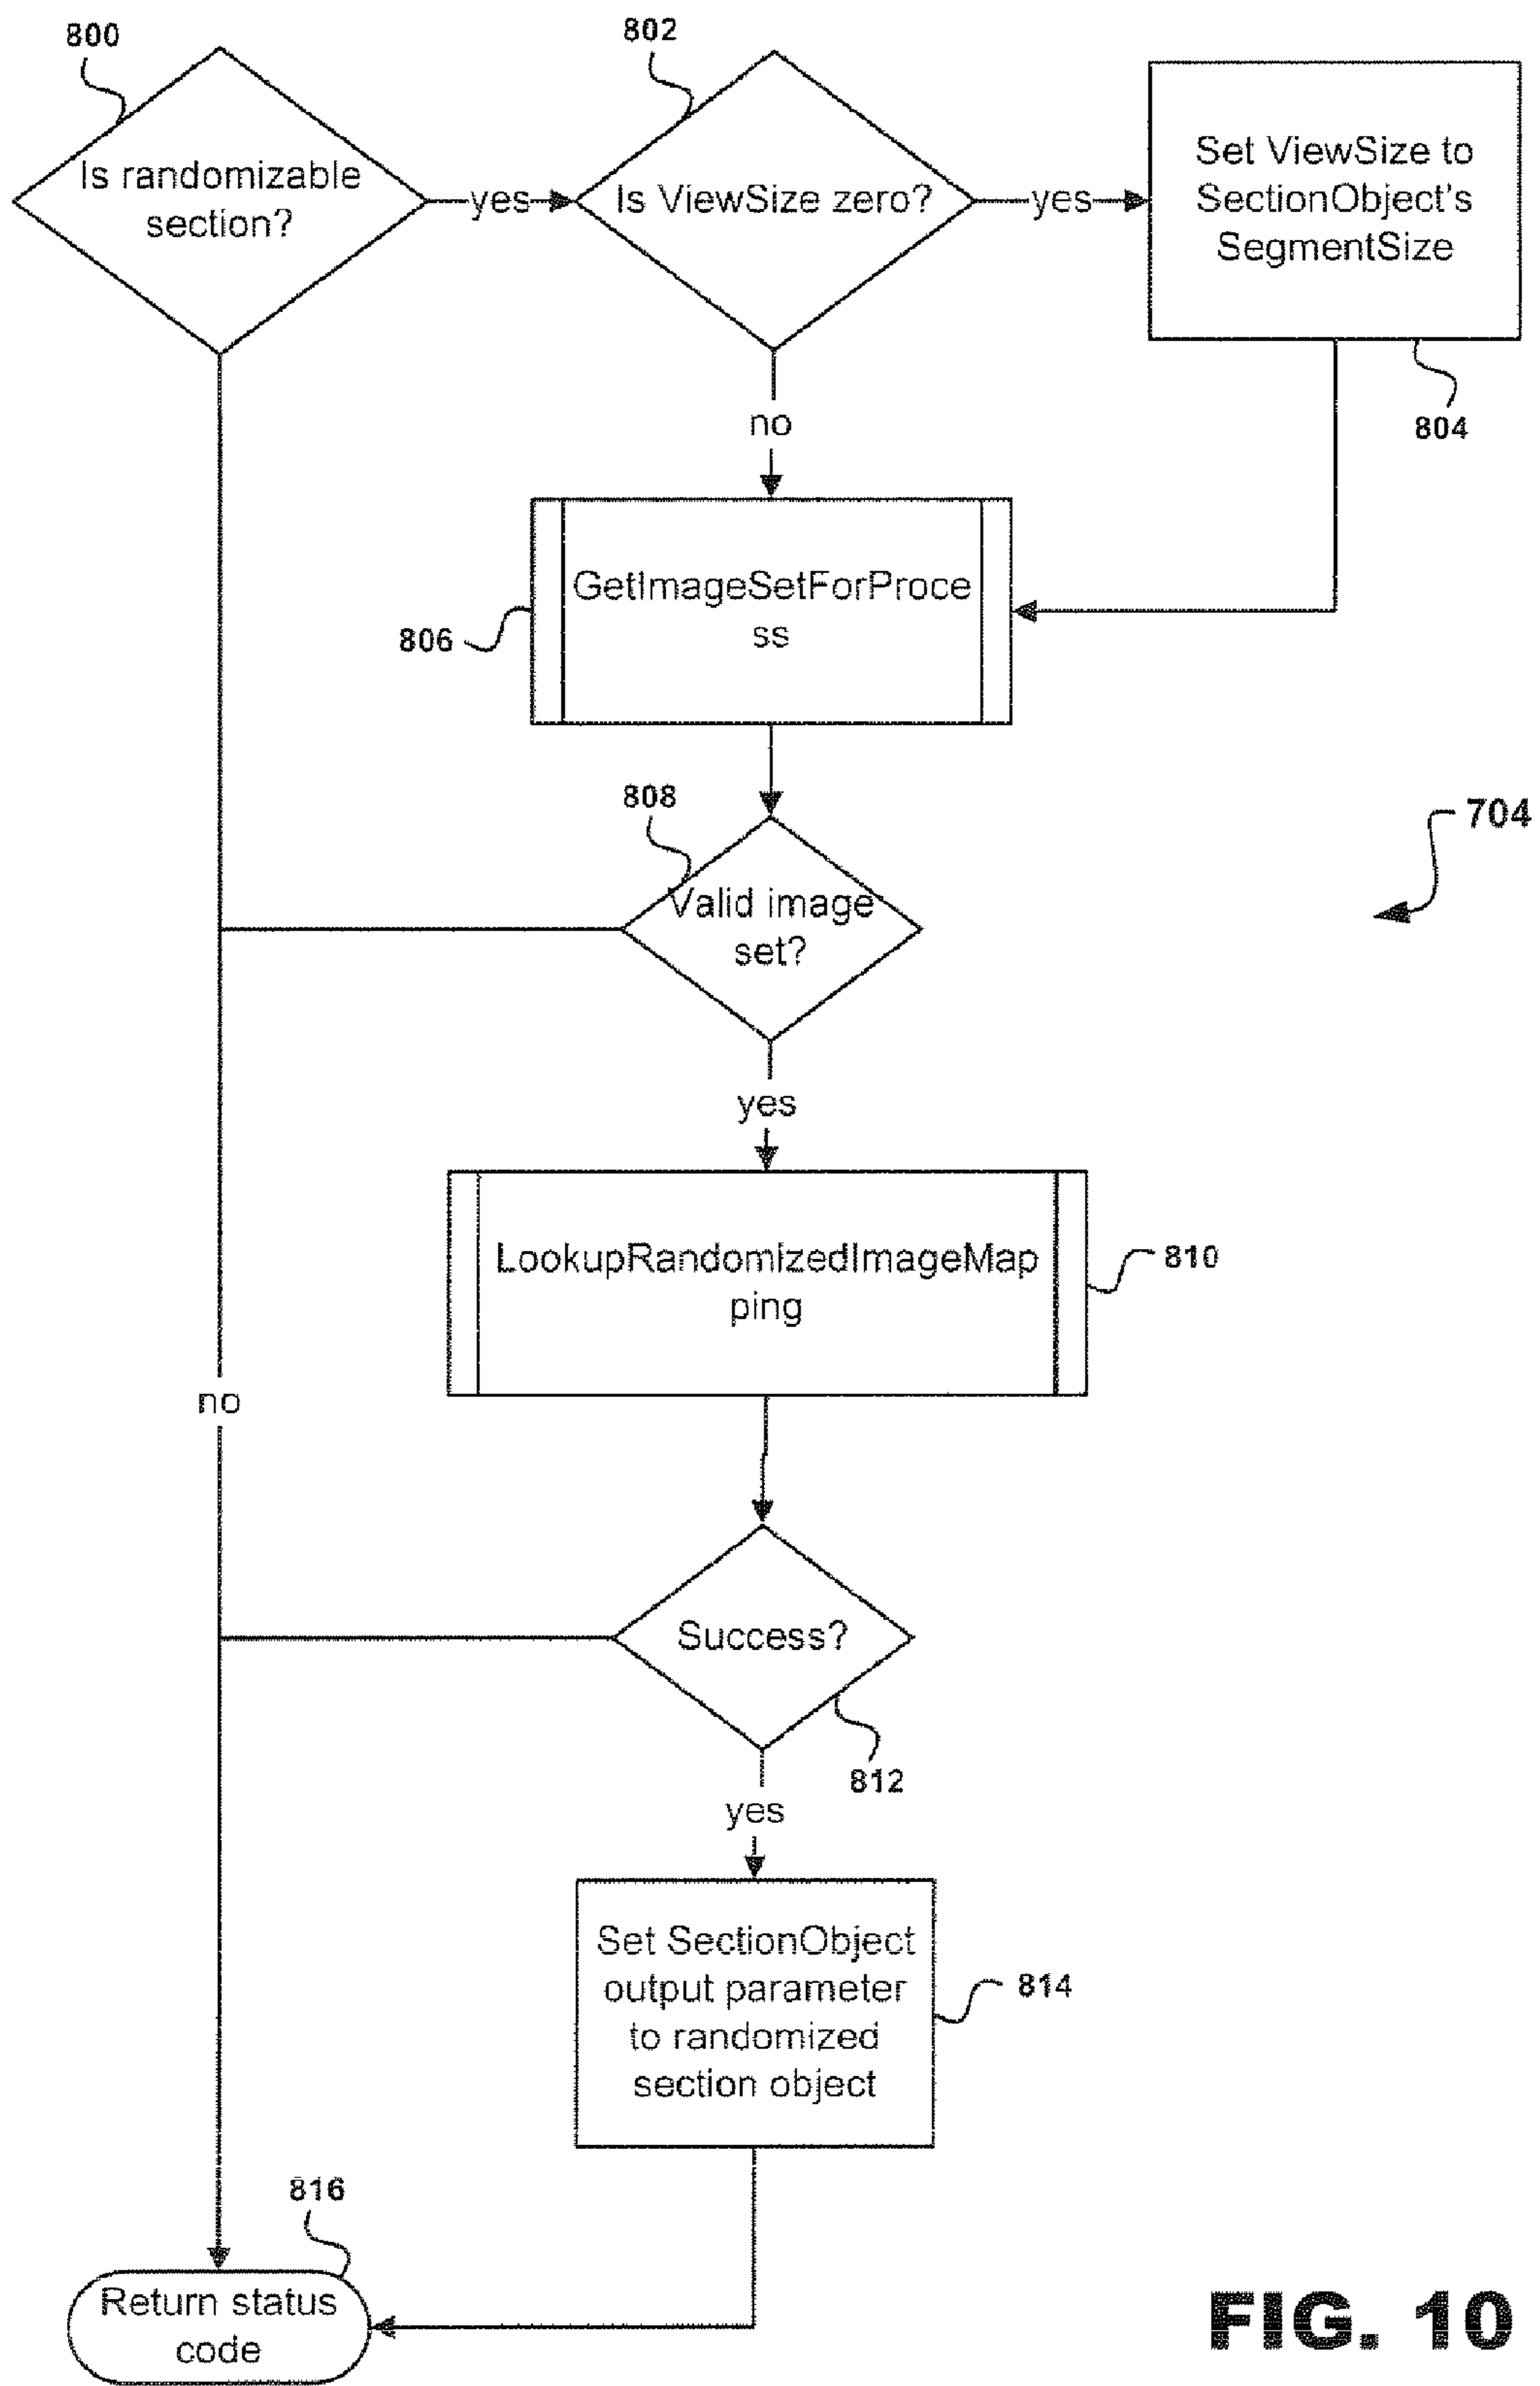 800
802
Is randomizable
section?
yes
Is ViewSize zero?
yes
Set ViewSize to
SectionObject's
SegmentSize
804
no
GetImageSetForProce
ss
806
808
Valid image
set?
704
yes
LookupRandomizedImageMap
ping
810
no
Success?
812
yes
Set SectionObject
output parameter
to randomized
section object
814
816
Return status
code
FIG. 10